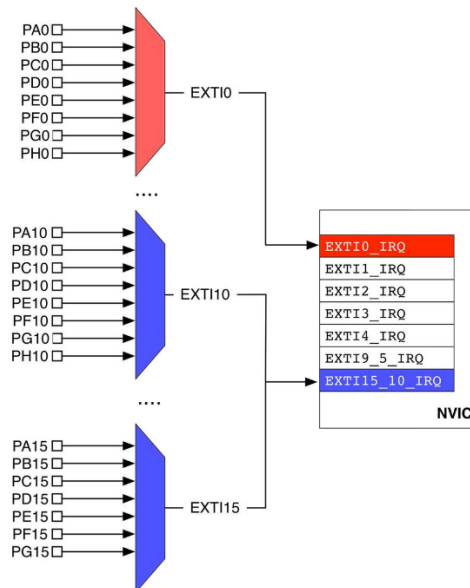 PA0
PB0
PC0
PD0
PE0
PF0
PG0
PH0
EXTI0
....
PA10
PB10
PC10
PD10
PE10
PF10
PG10
PH10
EXTI10
....
PA15
PB15
PC15
PD15
PE15
PF15
PG15
EXTI15
EXTI0_IRQ
EXTI1_IRQ
EXTI2_IRQ
EXTI3_IRQ
EXTI4_IRQ
EXTI9_5_IRQ
EXTI15_10_IRQ
NVIC